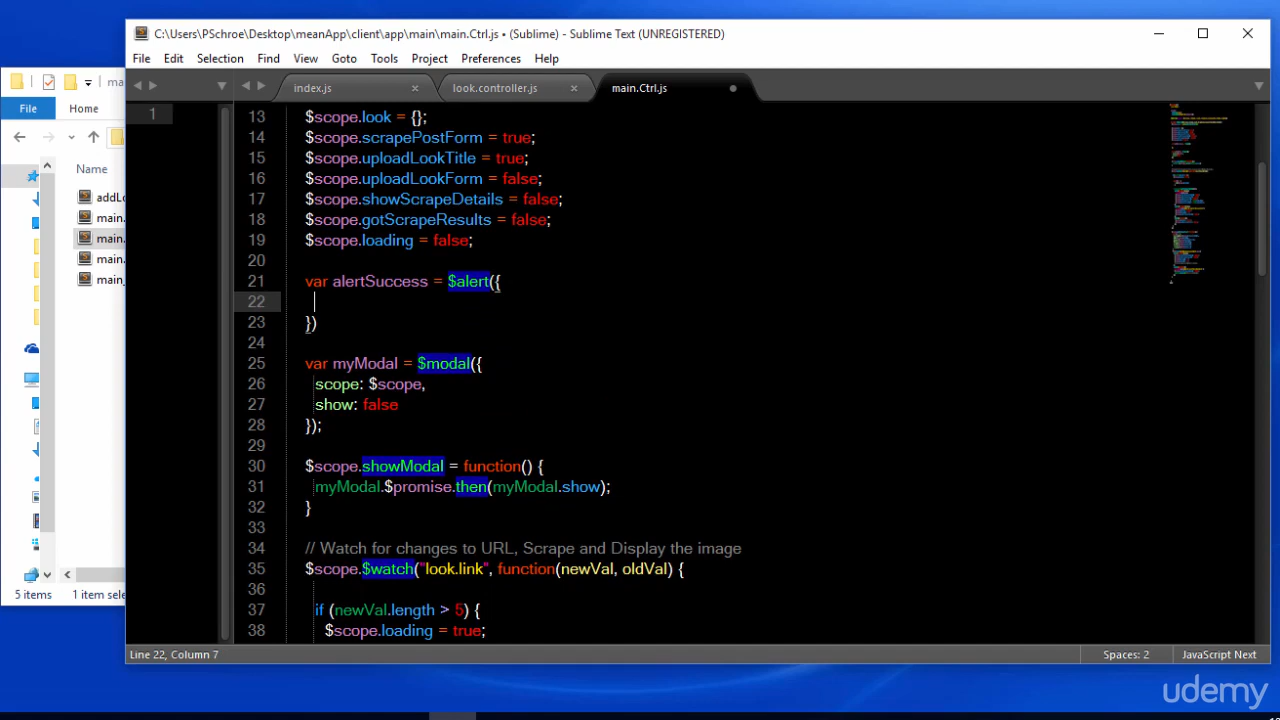 C:\Users\PSchroe\Desktop\meanApp\client\app\main\main.Ctrl.js • (Sublime) - Sublime Text (UNREGISTERED)
File Edit Selection Find View Goto Tools Project Preferences Help
index.js × look.controller.js × main.Ctrl.js
File Home
Name
addLo
main.
main.
main.
main_
5 items 1 item sele
1
13 $scope.look = {};
14 $scope.scrapePostForm = true;
15 $scope.uploadLookTitle = true;
16 $scope.uploadLookForm = false;
17 $scope.showScrapeDetails = false;
18 $scope.gotScrapeResults = false;
19 $scope.loading = false;
20
21 var alertSuccess = $alert({
22
23 })
24
25 var myModal = $modal({
26 scope: $scope,
27 show: false
28 });
29
30 $scope.showModal = function() {
31 myModal.$promise.then(myModal.show);
32 }
33
34 // Watch for changes to URL, Scrape and Display the image
35 $scope.$watch("look.link", function(newVal, oldVal) {
36
37 if (newVal.length > 5) {
38 $scope.loading = true;
Line 22, Column 7 Spaces: 2 JavaScript Next
udemy